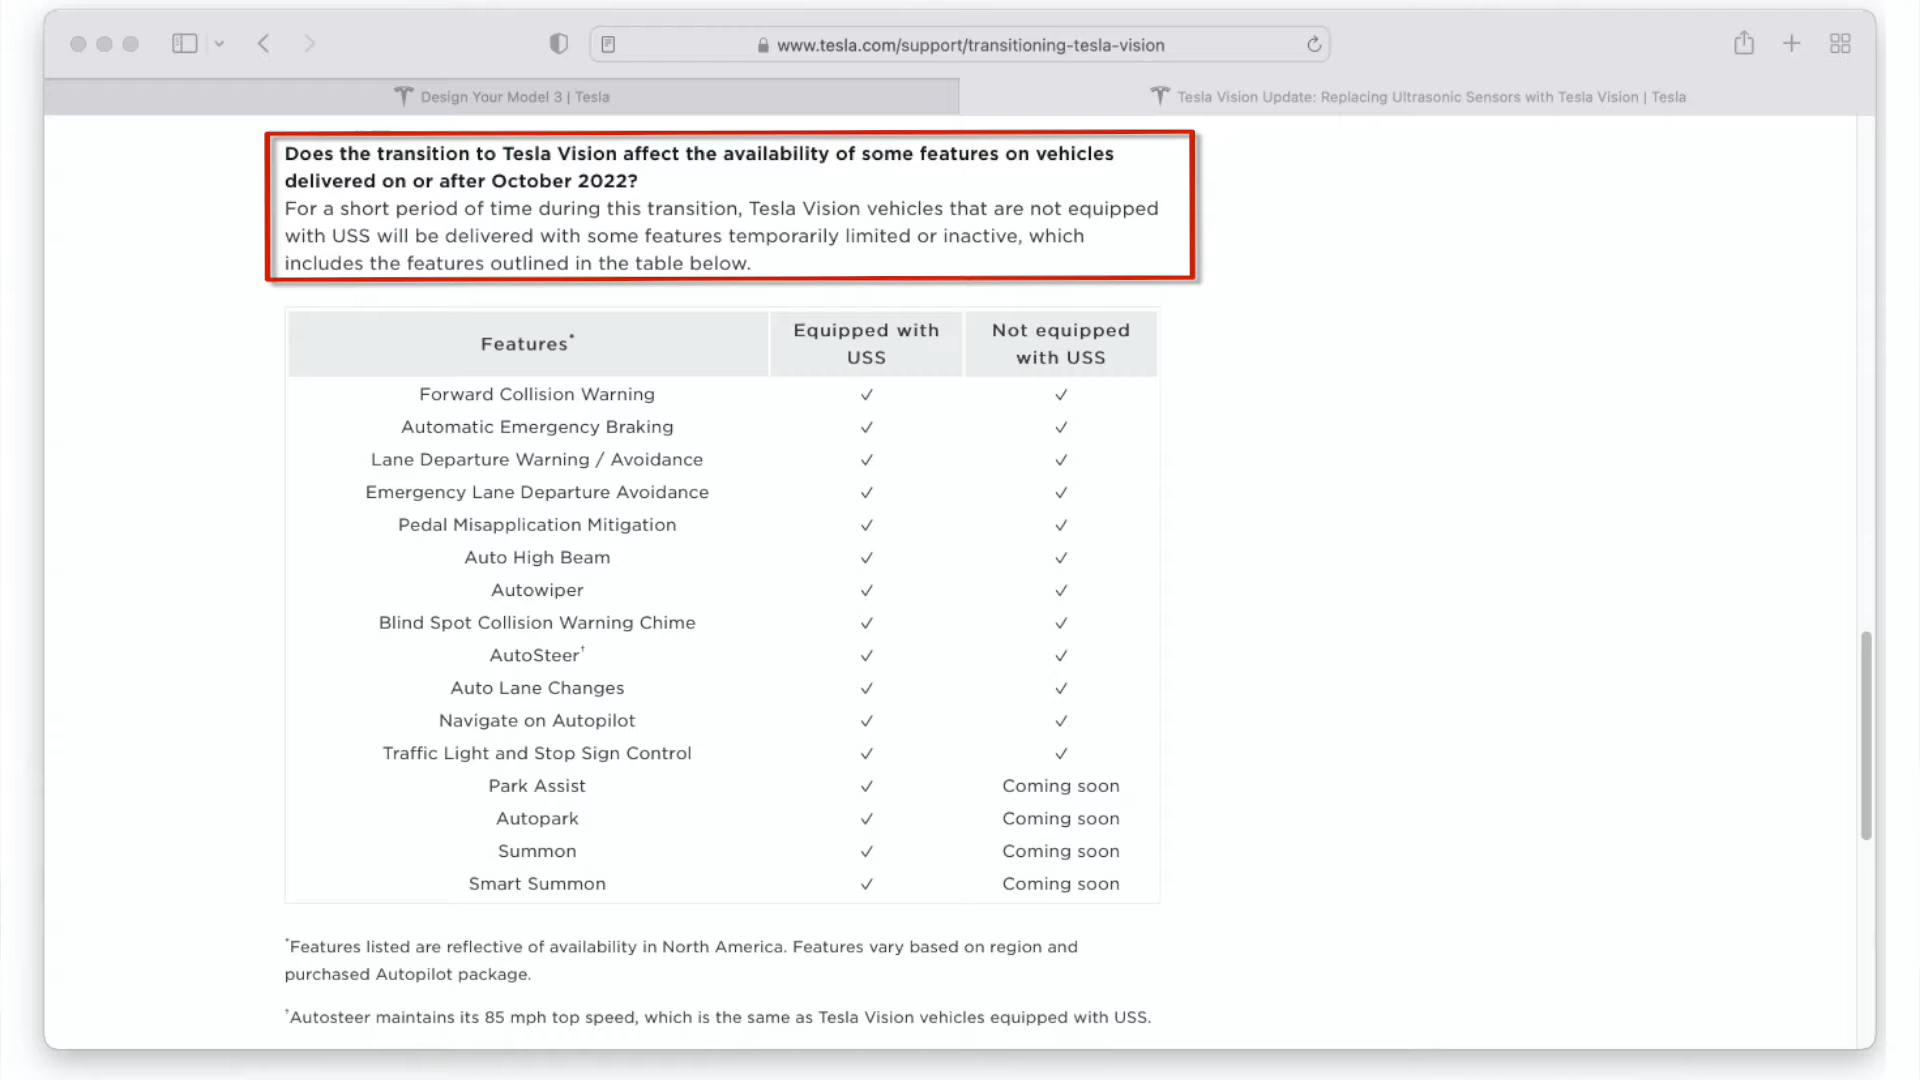 www.tesla.com/support/transitioning-tesla-vision
Design Your Model 3 | Tesla
Tesla Vision Update: Replacing Ultrasonic Sensors with Tesla Vision | Tesla
Does the transition to Tesla Vision affect the availability of some features on vehicles
delivered on or after October 2022?
For a short period of time during this transition, Tesla Vision vehicles that are not equipped
with USS will be delivered with some features temporarily limited or inactive, which
includes the features outlined in the table below.
Features* Equipped with USS Not equipped with USS
Forward Collision Warning ✓ ✓
Automatic Emergency Braking ✓ ✓
Lane Departure Warning / Avoidance ✓ ✓
Emergency Lane Departure Avoidance ✓ ✓
Pedal Misapplication Mitigation ✓ ✓
Auto High Beam ✓ ✓
Autowiper ✓ ✓
Blind Spot Collision Warning Chime ✓ ✓
AutoSteer† ✓ ✓
Auto Lane Changes ✓ ✓
Navigate on Autopilot ✓ ✓
Traffic Light and Stop Sign Control ✓ ✓
Park Assist ✓ Coming soon
Autopark ✓ Coming soon
Summon ✓ Coming soon
Smart Summon ✓ Coming soon
*Features listed are reflective of availability in North America. Features vary based on region and
purchased Autopilot package.
†Autosteer maintains its 85 mph top speed, which is the same as Tesla Vision vehicles equipped with USS.